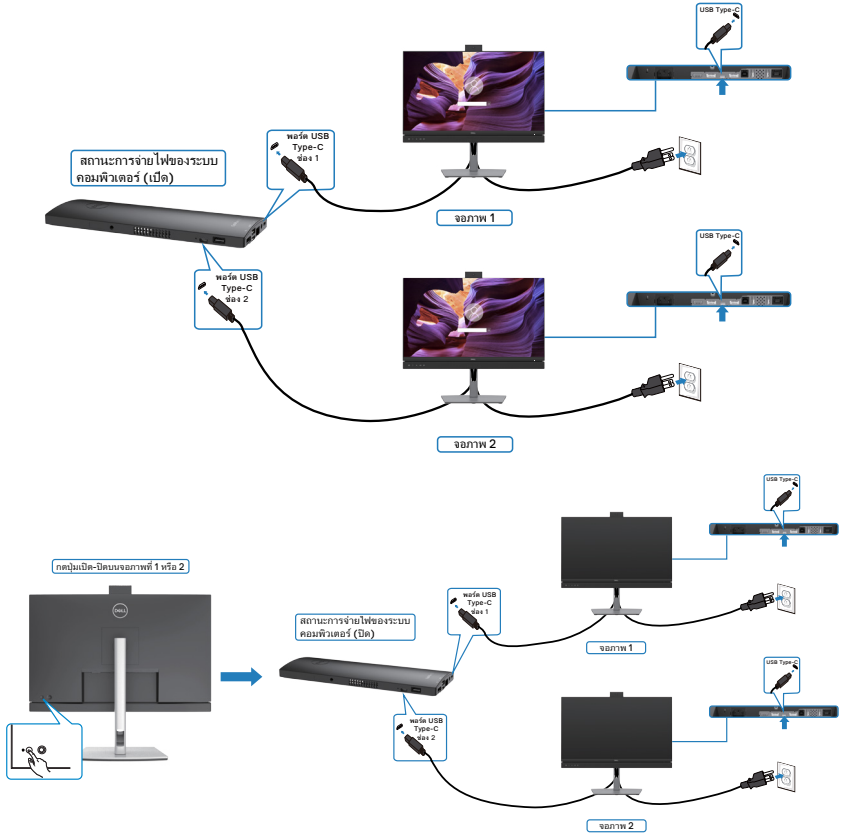 USB Type-C
พอร์ต USB
Type-C
ช่อง 1
สถานะการจ่ายไฟของระบบ
คอมพิวเตอร์ (เปิด)
จอภาพ 1
USB Type-C
พอร์ต USB
Type-C
ช่อง 2
จอภาพ 2
USB Type-C
กดปุ่มเปิด-ปิดบนจอภาพที่ 1 หรือ 2
DELL
พอร์ต USB
Type-C
ช่อง 1
สถานะการจ่ายไฟของระบบ
คอมพิวเตอร์ (ปิด)
จอภาพ 1
USB Type-C
พอร์ต USB
Type-C
ช่อง 2
จอภาพ 2